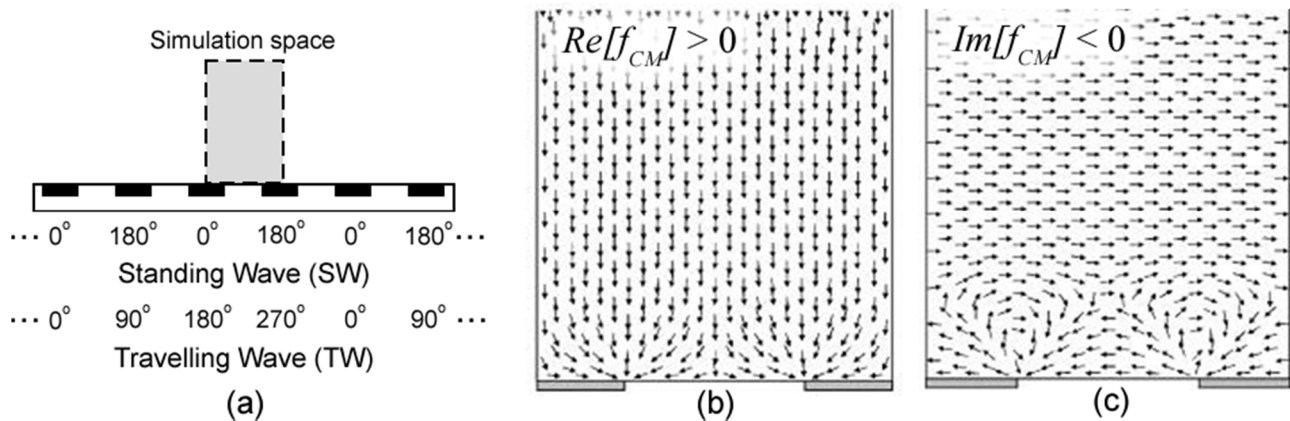 Simulation space
··· 0° 180° 0° 180° 0° 180° ···
Standing Wave (SW)
··· 0° 90° 180° 270° 0° 90° ···
Travelling Wave (TW)
(a)
Re[f_CM] > 0
(b)
Im[f_CM] < 0
(c)